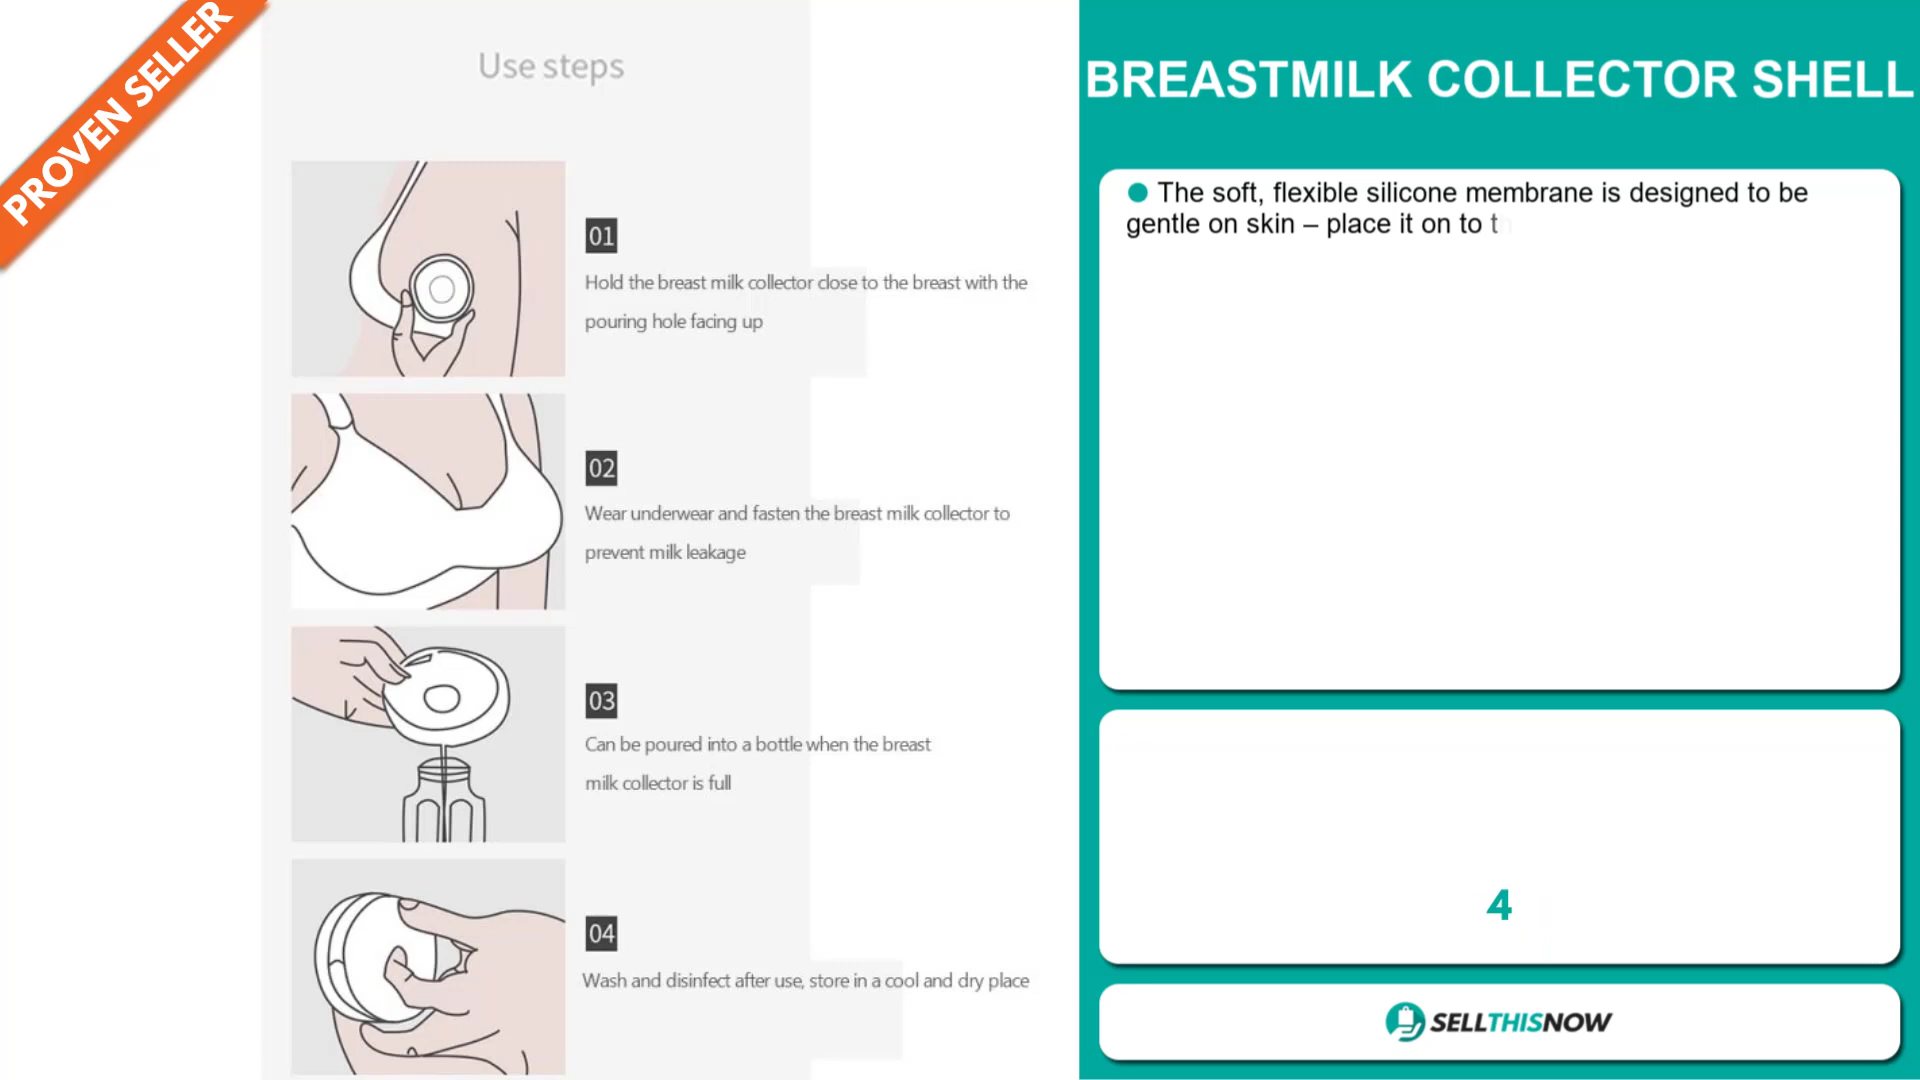 PROVEN SELLER
Use steps
01
Hold the breast milk collector close to the breast with the
pouring hole facing up
02
Wear underwear and fasten the breast milk collector to
prevent milk leakage
03
Can be poured into a bottle when the breast
milk collector is full
04
Wash and disinfect after use, store in a cool and dry place
BREASTMILK COLLECTOR SHELL
● The soft, flexible silicone membrane is designed to be
gentle on skin – place it on to th
4
SELLTHISNOW